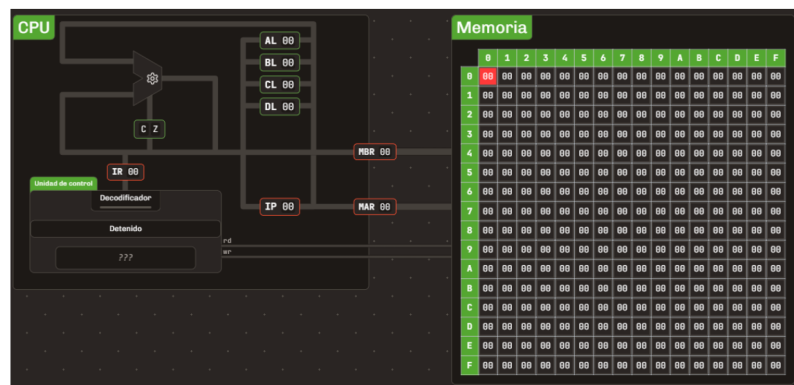 CPU
AL 00
BL 00
CL 00
DL 00
C Z
MBR 00
IR 00
Unidad de control
Decodificador
IP 00
MAR 00
Detenido
rd
wr
???
Memoria
0 1 2 3 4 5 6 7 8 9 A B C D E F
0 00 00 00 00 00 00 00 00 00 00 00 00 00 00 00 00
1 00 00 00 00 00 00 00 00 00 00 00 00 00 00 00 00
2 00 00 00 00 00 00 00 00 00 00 00 00 00 00 00 00
3 00 00 00 00 00 00 00 00 00 00 00 00 00 00 00 00
4 00 00 00 00 00 00 00 00 00 00 00 00 00 00 00 00
5 00 00 00 00 00 00 00 00 00 00 00 00 00 00 00 00
6 00 00 00 00 00 00 00 00 00 00 00 00 00 00 00 00
7 00 00 00 00 00 00 00 00 00 00 00 00 00 00 00 00
8 00 00 00 00 00 00 00 00 00 00 00 00 00 00 00 00
9 00 00 00 00 00 00 00 00 00 00 00 00 00 00 00 00
A 00 00 00 00 00 00 00 00 00 00 00 00 00 00 00 00
B 00 00 00 00 00 00 00 00 00 00 00 00 00 00 00 00
C 00 00 00 00 00 00 00 00 00 00 00 00 00 00 00 00
D 00 00 00 00 00 00 00 00 00 00 00 00 00 00 00 00
E 00 00 00 00 00 00 00 00 00 00 00 00 00 00 00 00
F 00 00 00 00 00 00 00 00 00 00 00 00 00 00 00 00